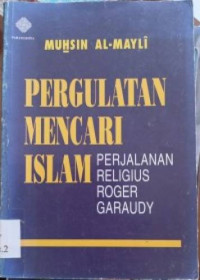 MUHSIN AL-MAYLÎ
PERGULATAN
MENCARI
ISLAM
PERJALANAN
RELIGIUS
ROGER
GARAUDY